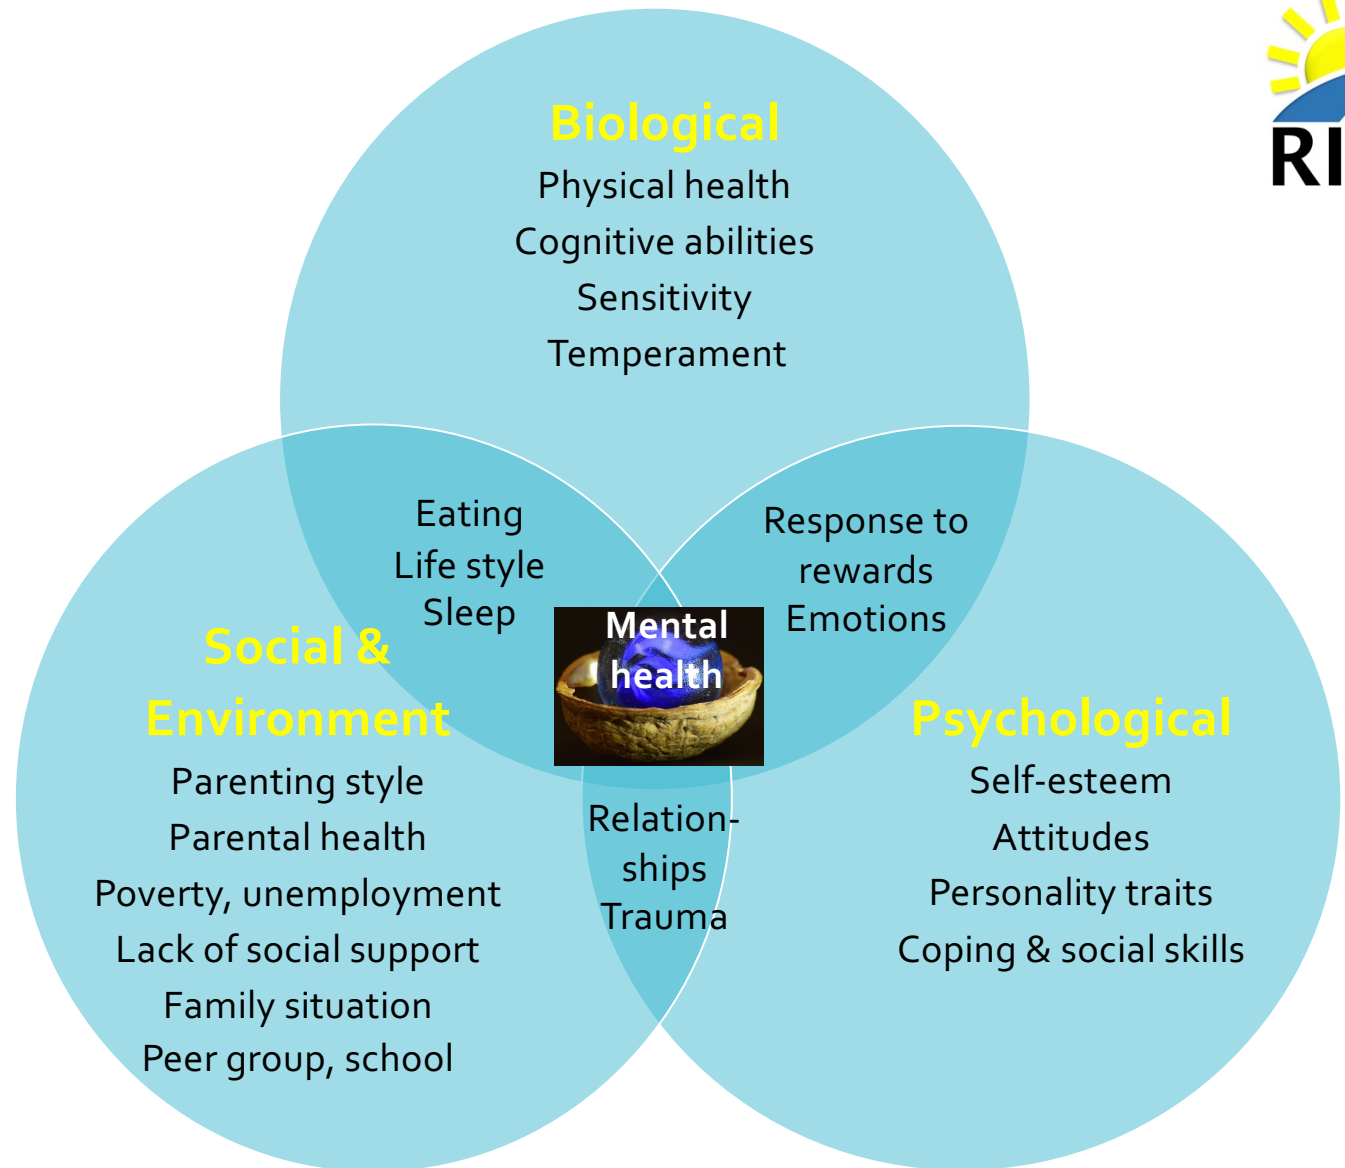 Biological
Physical health
Cognitive abilities
Sensitivity
Temperament
RI
Eating
Life style
Sleep
Response to
rewards
Emotions
Mental
health
Social &
Environment
Parenting style
Parental health
Poverty, unemployment
Lack of social support
Family situation
Peer group, school
Relation-
ships
Trauma
Psychological
Self-esteem
Attitudes
Personality traits
Coping & social skills